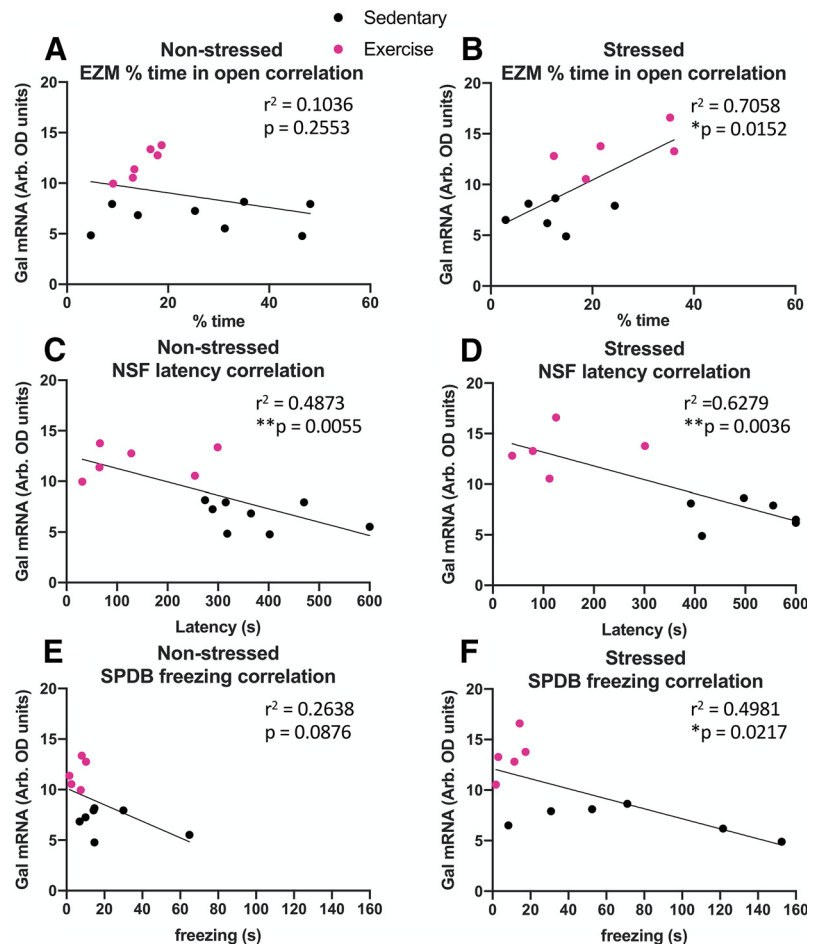 Sedentary
Exercise
A
Non-stressed
EZM % time in open correlation
r² = 0.1036
p = 0.2553
Gal mRNA (Arb. OD units)
20
15
10
5
0
0 20 40 60
% time
B
Stressed
EZM % time in open correlation
r² = 0.7058
*p = 0.0152
Gal mRNA (Arb. OD units)
20
15
10
5
0
0 20 40 60
% time
C
Non-stressed
NSF latency correlation
r² = 0.4873
**p = 0.0055
Gal mRNA (Arb. OD units)
20
15
10
5
0
0 100 200 300 400 500 600
Latency (s)
D
Stressed
NSF latency correlation
r² =0.6279
**p = 0.0036
Gal mRNA (Arb. OD units)
20
15
10
5
0
0 100 200 300 400 500 600
Latency (s)
E
Non-stressed
SPDB freezing correlation
r² = 0.2638
p = 0.0876
Gal mRNA (Arb. OD units)
20
15
10
5
0
0 20 40 60 80 100 120 140 160
freezing (s)
F
Stressed
SPDB freezing correlation
r² = 0.4981
*p = 0.0217
Gal mRNA (Arb. OD units)
20
15
10
5
0
0 20 40 60 80 100 120 140 160
freezing (s)